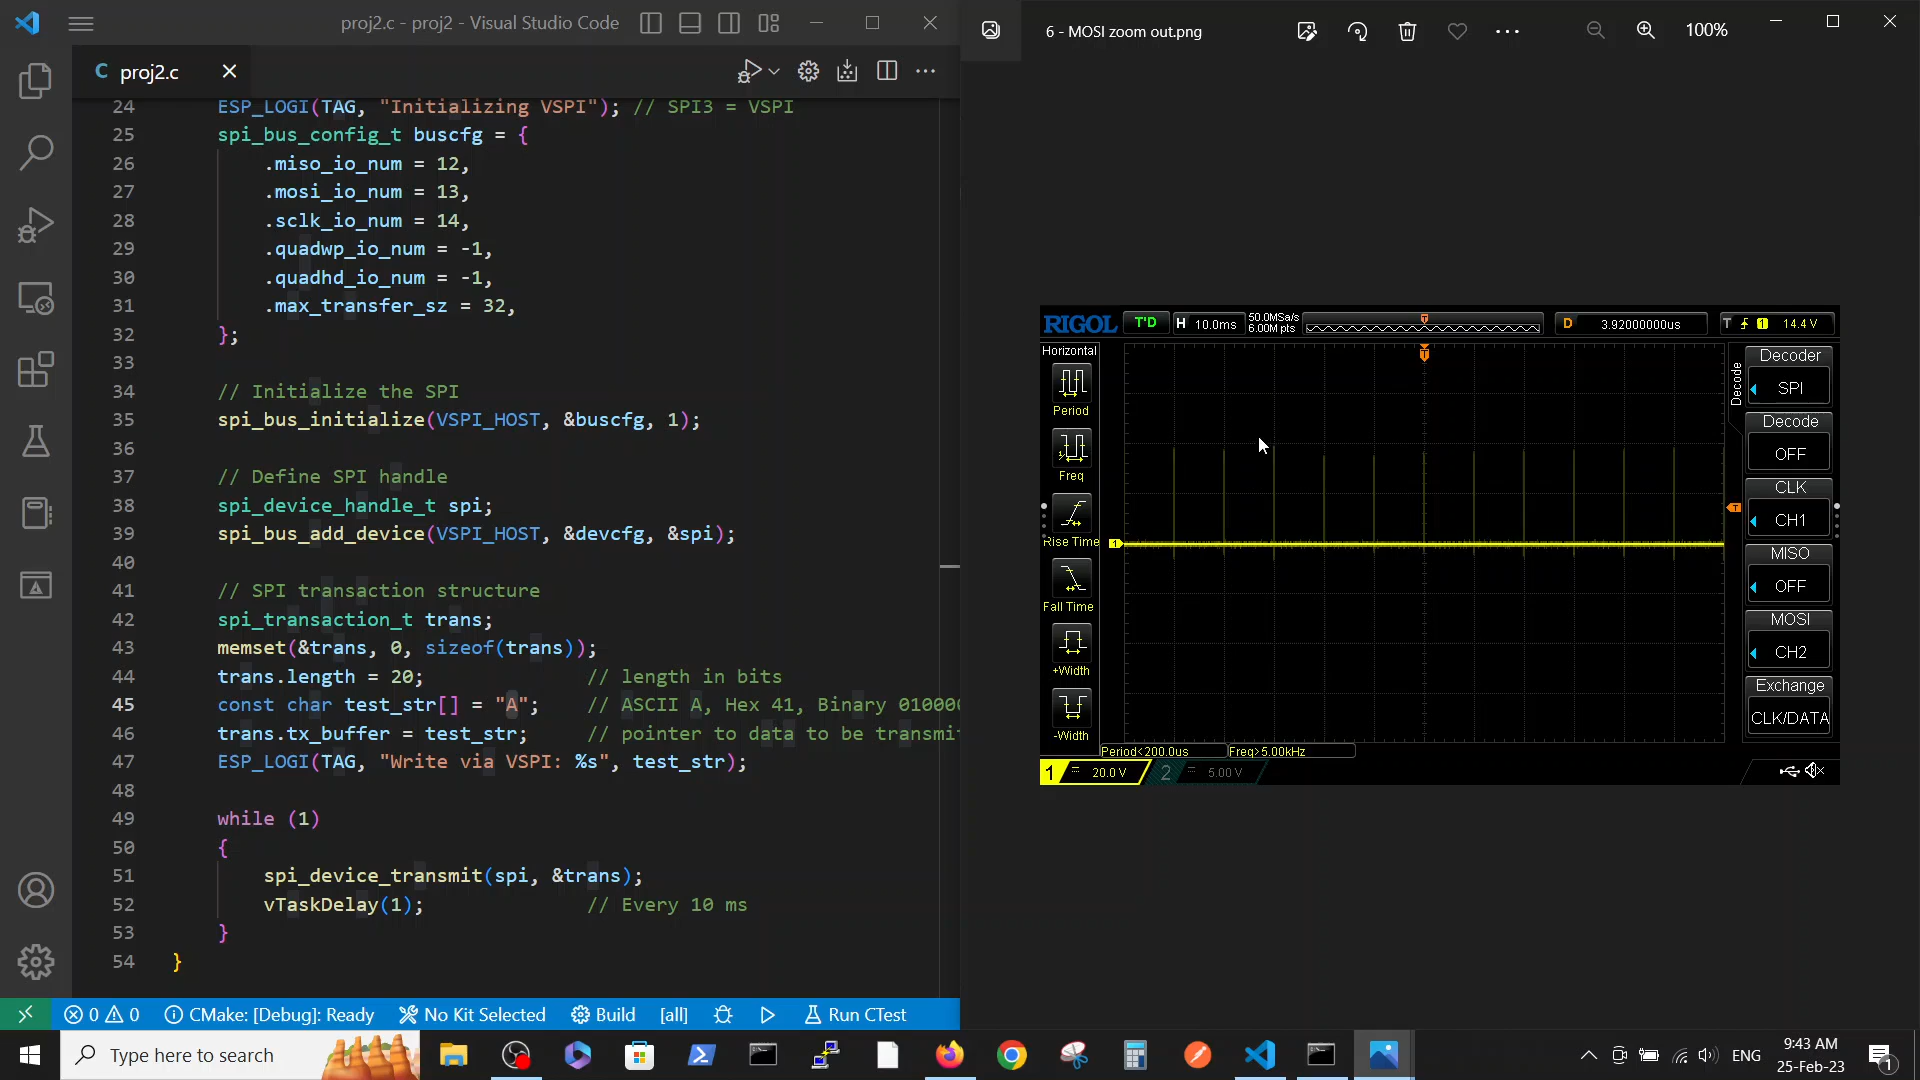 proj2.c - proj2 - Visual Studio Code
C proj2.c
24 ESP_LOGI(TAG, "Initializing VSPI"); // SPI3 = VSPI
25 spi_bus_config_t buscfg = {
26 .miso_io_num = 12,
27 .mosi_io_num = 13,
28 .sclk_io_num = 14,
29 .quadwp_io_num = -1,
30 .quadhd_io_num = -1,
31 .max_transfer_sz = 32,
32 };
33
34 // Initialize the SPI
35 spi_bus_initialize(VSPI_HOST, &buscfg, 1);
36
37 // Define SPI handle
38 spi_device_handle_t spi;
39 spi_bus_add_device(VSPI_HOST, &devcfg, &spi);
40
41 // SPI transaction structure
42 spi_transaction_t trans;
43 memset(&trans, 0, sizeof(trans));
44 trans.length = 20; // length in bits
45 const char test_str[] = "A"; // ASCII A, Hex 41, Binary 01000
46 trans.tx_buffer = test_str; // pointer to data to be transmi
47 ESP_LOGI(TAG, "Write via VSPI: %s", test_str);
48
49 while (1)
50 {
51 spi_device_transmit(spi, &trans);
52 vTaskDelay(1); // Every 10 ms
53 }
54 }
0 0 CMake: [Debug]: Ready No Kit Selected Build [all] Run CTest
6 - MOSI zoom out.png
100%
RIGOL T'D H 10.0ms 50.0MSa/s 6.00M pts T D 3.92000000us T 1 14.4 V
Horizontal
Period
Freq
Rise Time
Fall Time
+Width
-Width
T
T
1
Decode
Decoder
SPI
Decode
OFF
CLK
CH1
MISO
OFF
MOSI
CH2
Exchange
CLK/DATA
Period<200.0us Freq>5.00kHz
1 20.0 V 2 5.00 V
Type here to search
ENG
9:43 AM
25-Feb-23
1